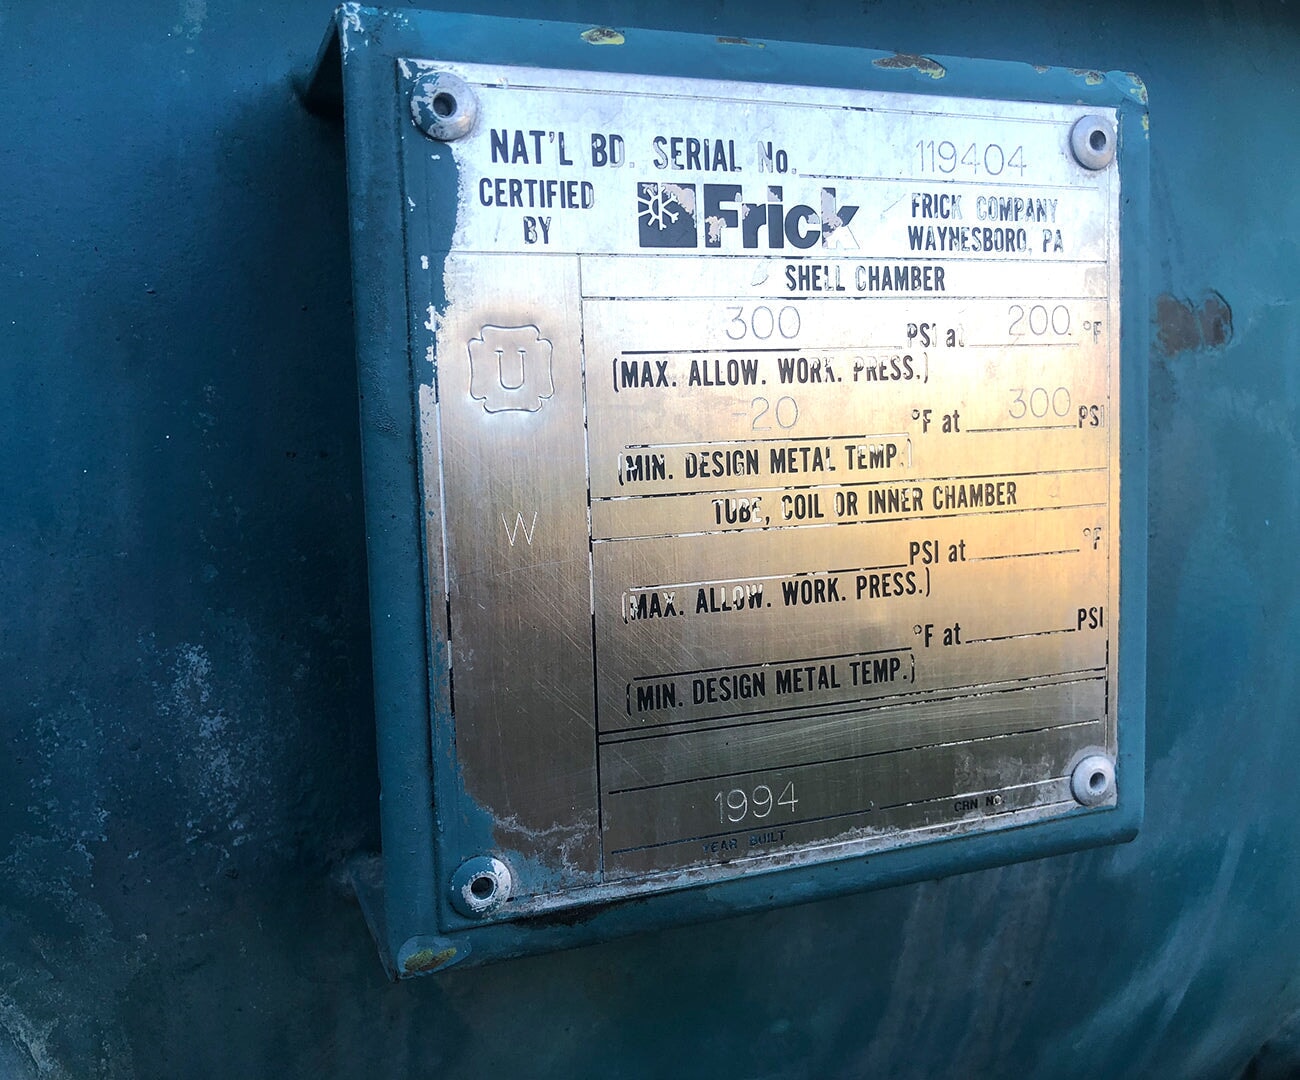 NAT'L BD. SERIAL No. 119404
CERTIFIED BY
Frick
FRICK COMPANY
WAYNESBORO, PA
SHELL CHAMBER
U
300 PSI at 200 °F
(MAX. ALLOW. WORK. PRESS.)
-20 °F at 300 PSI
(MIN. DESIGN METAL TEMP.)
W
TUBE, COIL OR INNER CHAMBER
PSI at °F
(MAX. ALLOW. WORK. PRESS.)
°F at PSI
(MIN. DESIGN METAL TEMP.)
1994
YEAR BUILT
CRN NO.